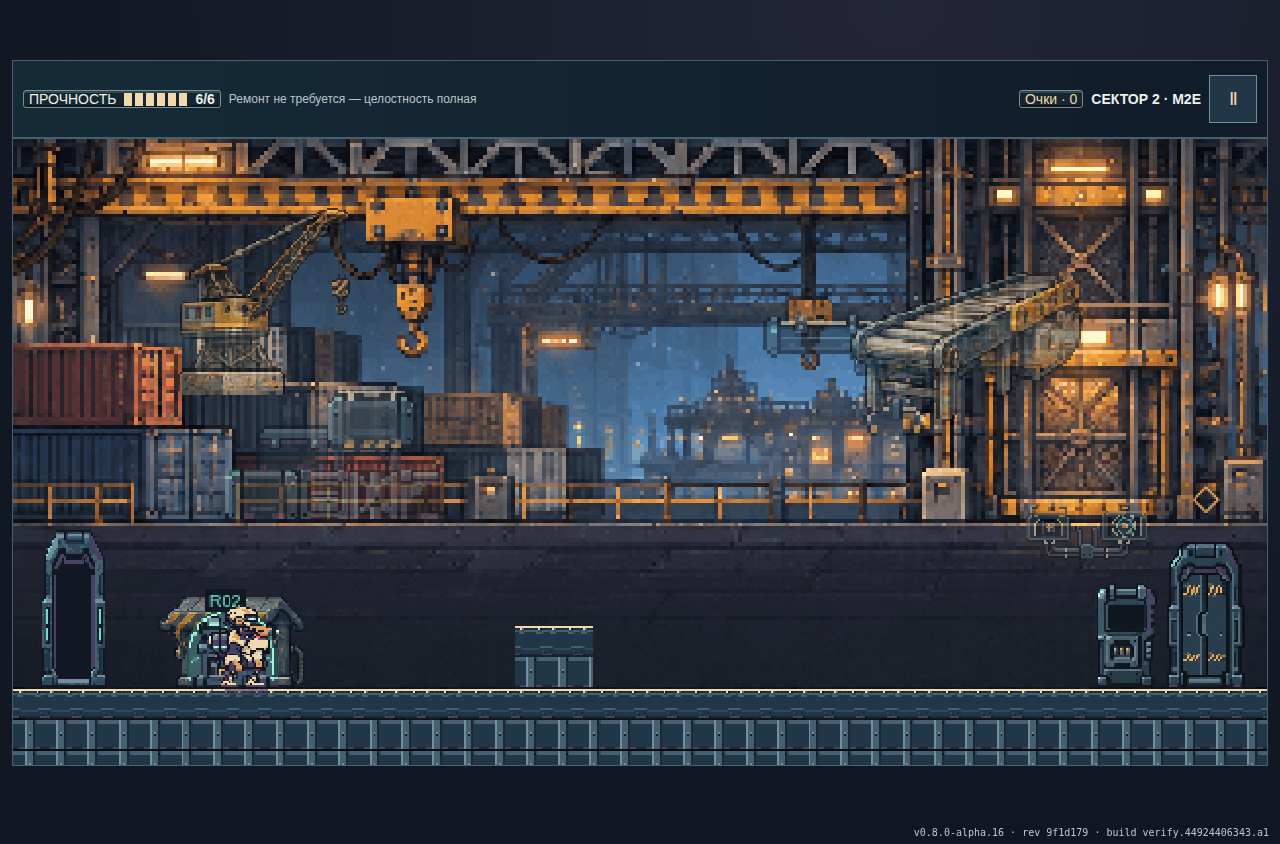 ПРОЧНОСТЬ 6/6 Ремонт не требуется — целостность полная
Очки · 0 СЕКТОР 2 · M2E
R02
v0.8.0-alpha.16 · rev 9f1d179 · build verify.44924406343.a1